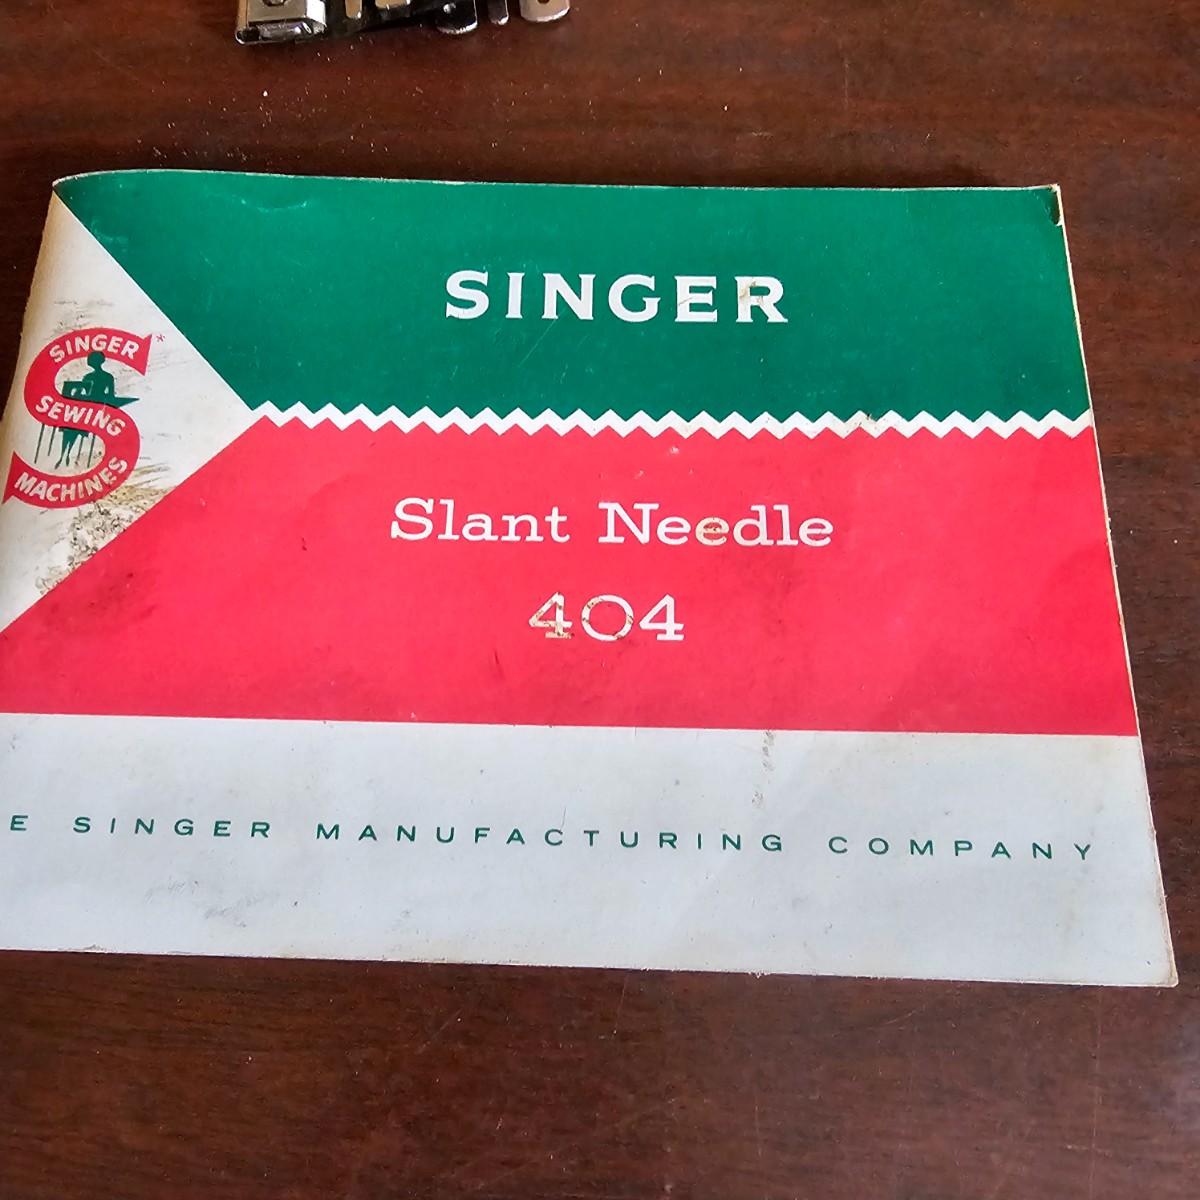 SINGER
SINGER*
SEWING
MACHINES
Slant Needle
404
E SINGER MANUFACTURING COMPANY